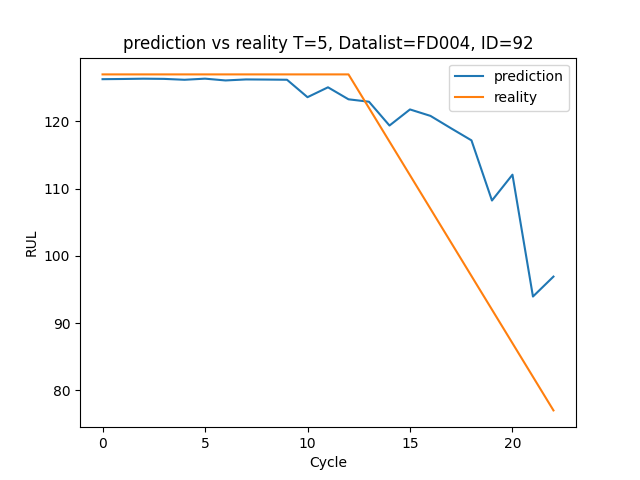 prediction vs reality T=5, Datalist=FD004, ID=92
prediction
reality
120
110
100
90
80
RUL
0 5 10 15 20
Cycle